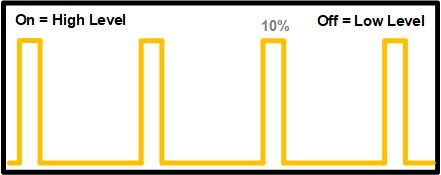 On = High Level
Off = Low Level
10%